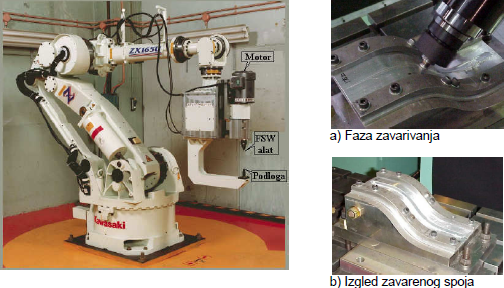 ZX165U
Motor
FSW
alat
Podloga
Kawasaki
a) Faza zavarivanja
b) Izgled zavarenog spoja